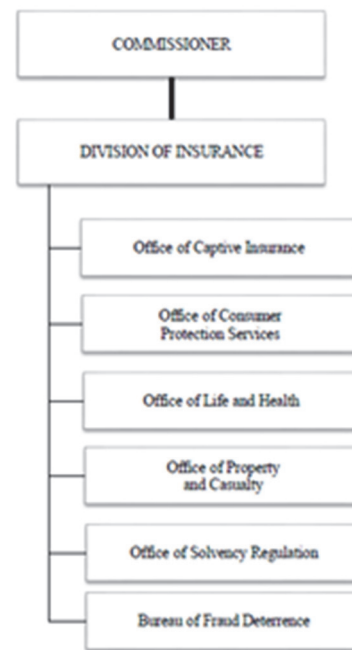 COMMISSIONER
DIVISION OF INSURANCE
Office of Captive Insurance
Office of Consumer
Protection Services
Office of Life and Health
Office of Property
and Casualty
Office of Solvency Regulation
Bureau of Fraud Deterrence